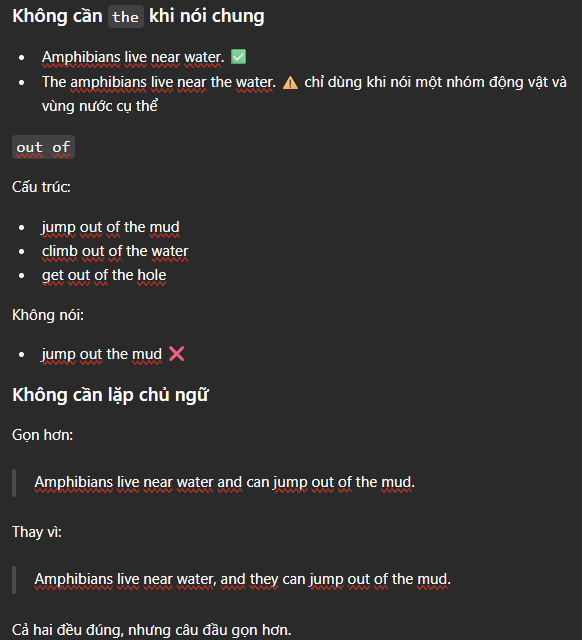 Không cần the khi nói chung
Amphibians live near water. ✅
The amphibians live near the water. ⚠️ chỉ dùng khi nói một nhóm động vật và
vùng nước cụ thể
out of
Cấu trúc:
jump out of the mud
climb out of the water
get out of the hole
Không nói:
jump out the mud ❌
Không cần lặp chủ ngữ
Gọn hơn:
Amphibians live near water and can jump out of the mud.
Thay vì:
Amphibians live near water, and they can jump out of the mud.
Cả hai đều đúng, nhưng câu đầu gọn hơn.